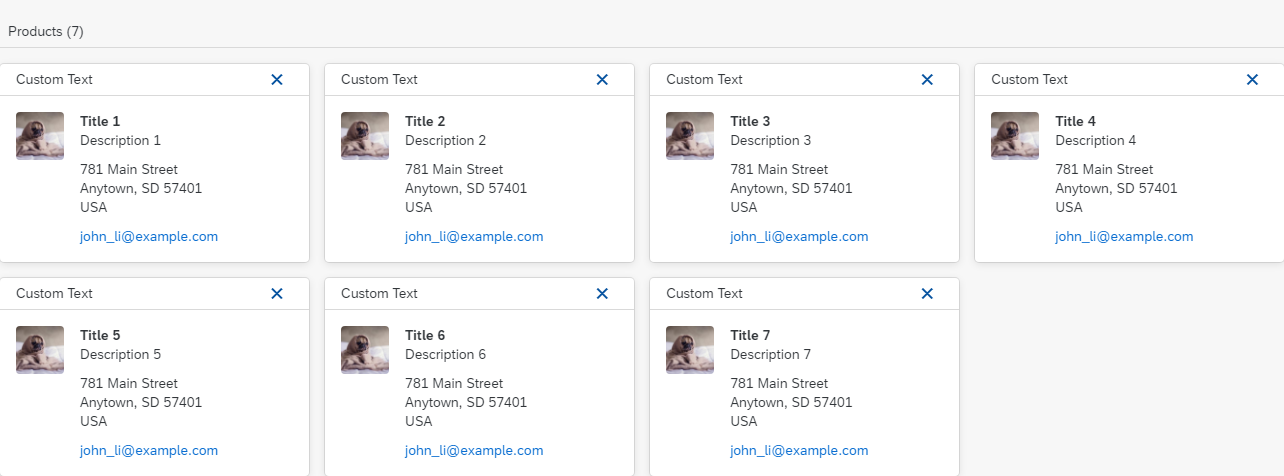 Products (7)
Custom Text
Title 1
Description 1
781 Main Street
Anytown, SD 57401
USA
john_li@example.com
Custom Text
Title 2
Description 2
781 Main Street
Anytown, SD 57401
USA
john_li@example.com
Custom Text
Title 3
Description 3
781 Main Street
Anytown, SD 57401
USA
john_li@example.com
Custom Text
Title 4
Description 4
781 Main Street
Anytown, SD 57401
USA
john_li@example.com
Custom Text
Title 5
Description 5
781 Main Street
Anytown, SD 57401
USA
john_li@example.com
Custom Text
Title 6
Description 6
781 Main Street
Anytown, SD 57401
USA
john_li@example.com
Custom Text
Title 7
Description 7
781 Main Street
Anytown, SD 57401
USA
john_li@example.com